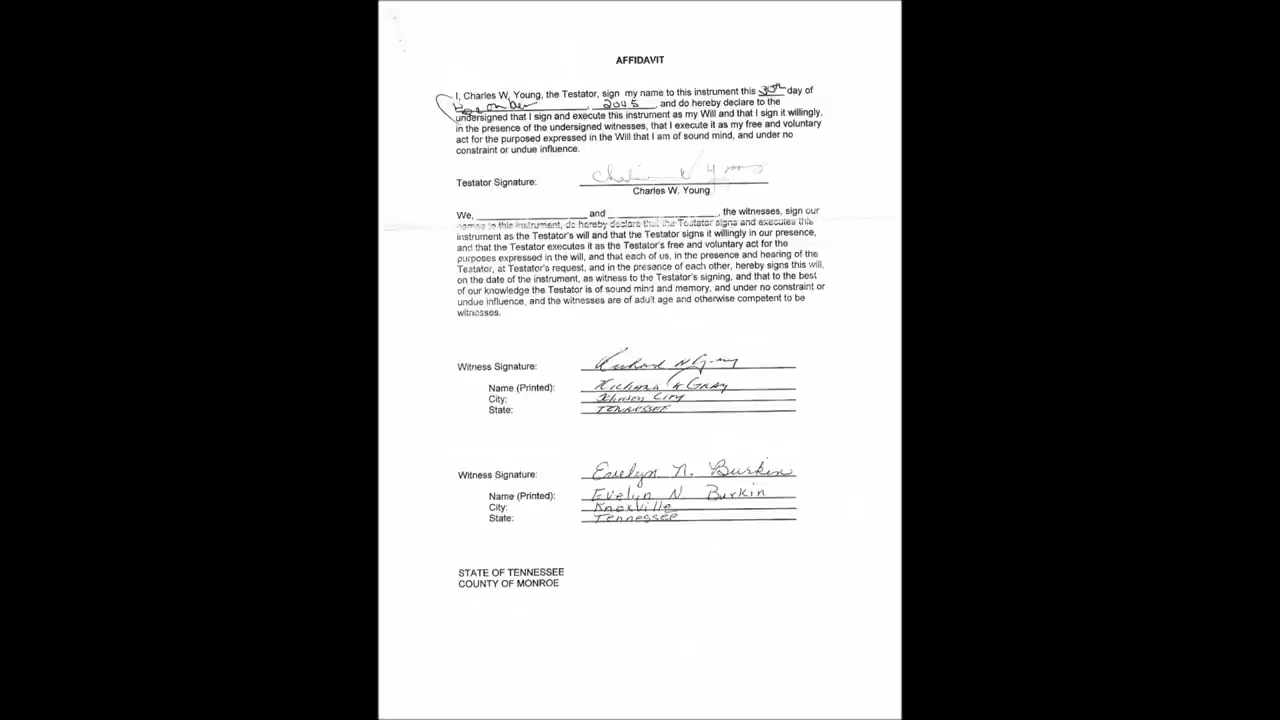 AFFIDAVIT
I, Charles W. Young, the Testator, sign my name to this instrument this 30th day of
December, 2015, and do hereby declare to the
undersigned that I sign and execute this instrument as my Will and that I sign it willingly,
in the presence of the undersigned witnesses, that I execute it as my free and voluntary
act for the purposed expressed in the Will that I am of sound mind, and under no
constraint or undue influence.
Testator Signature:
Charles W. Young
We, ____________________ and ____________________, the witnesses, sign our
names to this instrument, do hereby declare that the Testator signs and executes this
instrument as the Testator's will and that the Testator signs it willingly in our presence,
and that the Testator executes it as the Testator's free and voluntary act for the
purposes expressed in the will, and that each of us, in the presence and hearing of the
Testator, at Testator's request, and in the presence of each other, hereby signs this will,
on the date of the instrument, as witness to the Testator's signing, and that to the best
of our knowledge the Testator is of sound mind and memory, and under no constraint or
undue influence, and the witnesses are of adult age and otherwise competent to be
witnesses.
Witness Signature: Richard N Gray
Name (Printed): Richard N Gray
City: Johnson City
State: Tennessee
Witness Signature: Evelyn N. Burkin
Name (Printed): Evelyn N Burkin
City: Knoxville
State: Tennessee
STATE OF TENNESSEE
COUNTY OF MONROE